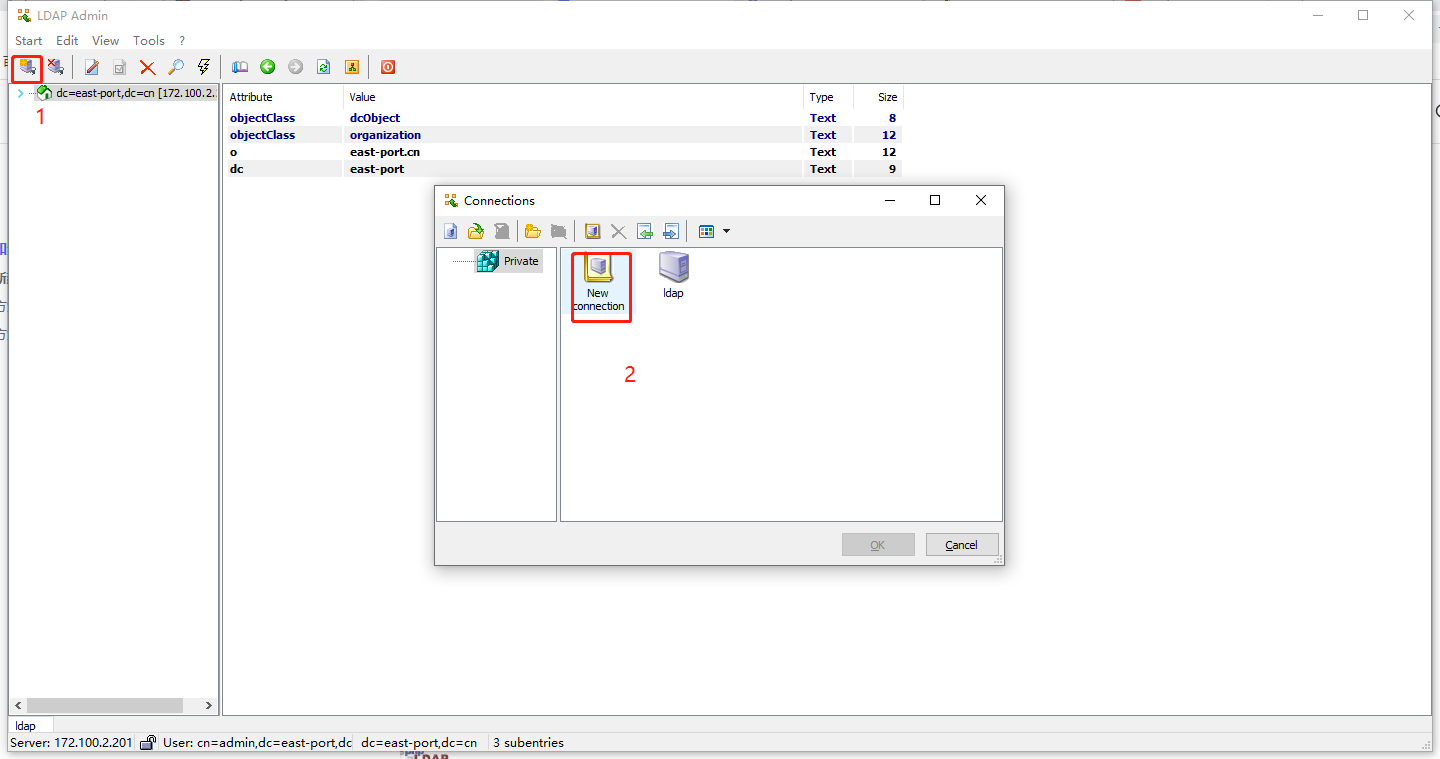 LDAP Admin
Start Edit View Tools ?
dc=east-port,dc=cn [172.100.2.
1
Attribute Value Type Size
objectClass dcObject Text 8
objectClass organization Text 12
o east-port.cn Text 12
dc east-port Text 9
Connections
Private
New
connection
ldap
2
OK Cancel
ldap
Server: 172.100.2.201 User: cn=admin,dc=east-port,dc dc=east-port,dc=cn 3 subentries